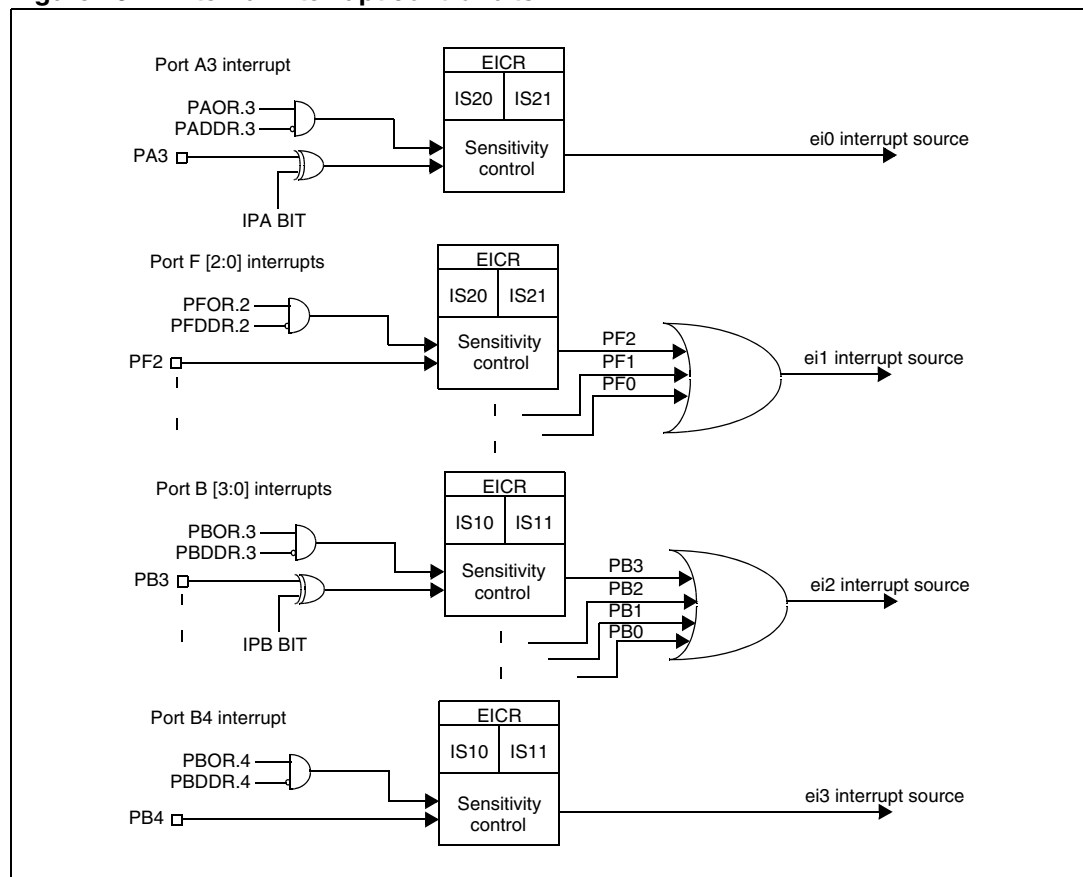 Port A3 interrupt
EICR
IS20 IS21
PAOR.3
PADDR.3
Sensitivity
control
PA3
IPA BIT
ei0 interrupt source
Port F [2:0] interrupts
EICR
IS20 IS21
PFOR.2
PFDDR.2
Sensitivity
control
PF2
PF2
PF1
PF0
ei1 interrupt source
Port B [3:0] interrupts
EICR
IS10 IS11
PBOR.3
PBDDR.3
Sensitivity
control
PB3
IPB BIT
PB3
PB2
PB1
PB0
ei2 interrupt source
Port B4 interrupt
EICR
IS10 IS11
PBOR.4
PBDDR.4
Sensitivity
control
PB4
ei3 interrupt source